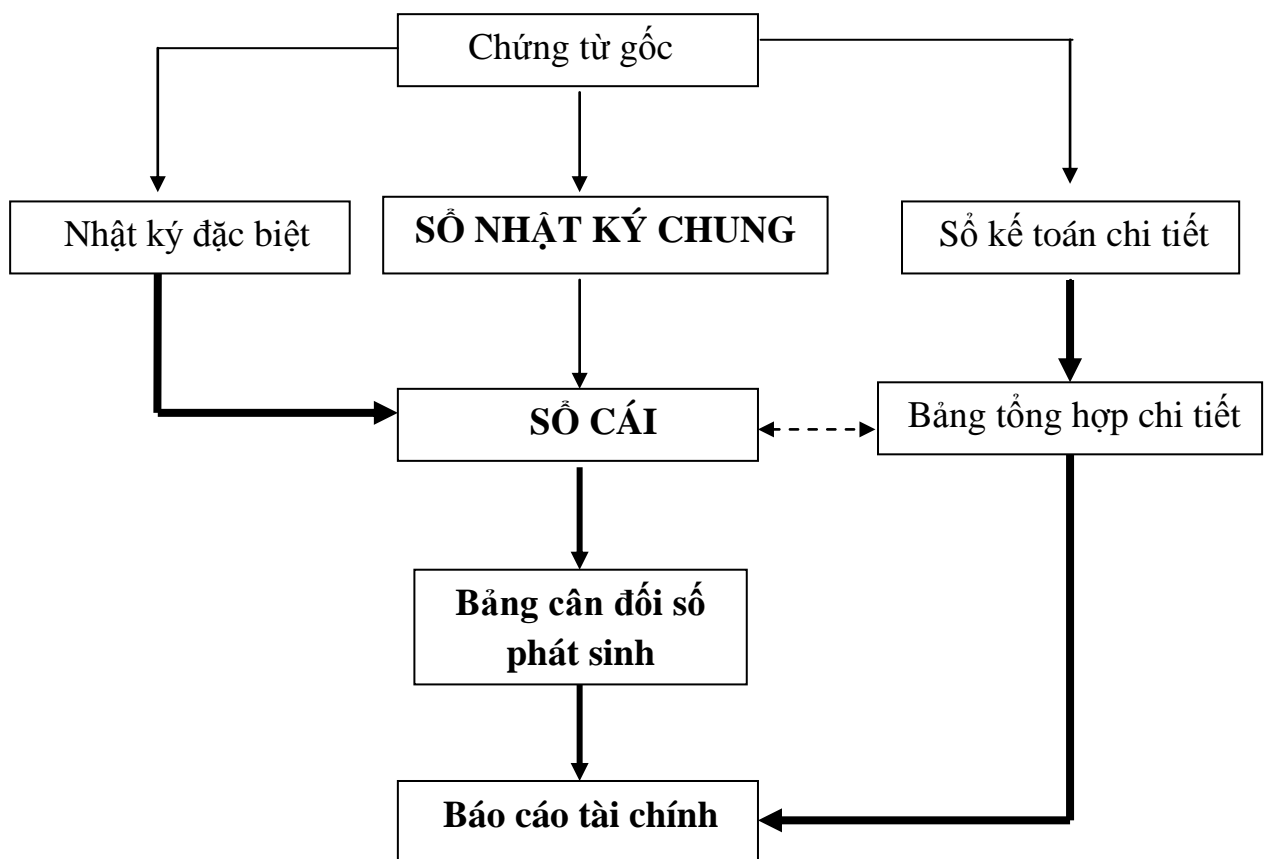 Chứng từ gốc
Nhật ký đặc biệt
SỔ NHẬT KÝ CHUNG
Sổ kế toán chi tiết
SỔ CÁI
Bảng tổng hợp chi tiết
Bảng cân đối số
phát sinh
Báo cáo tài chính